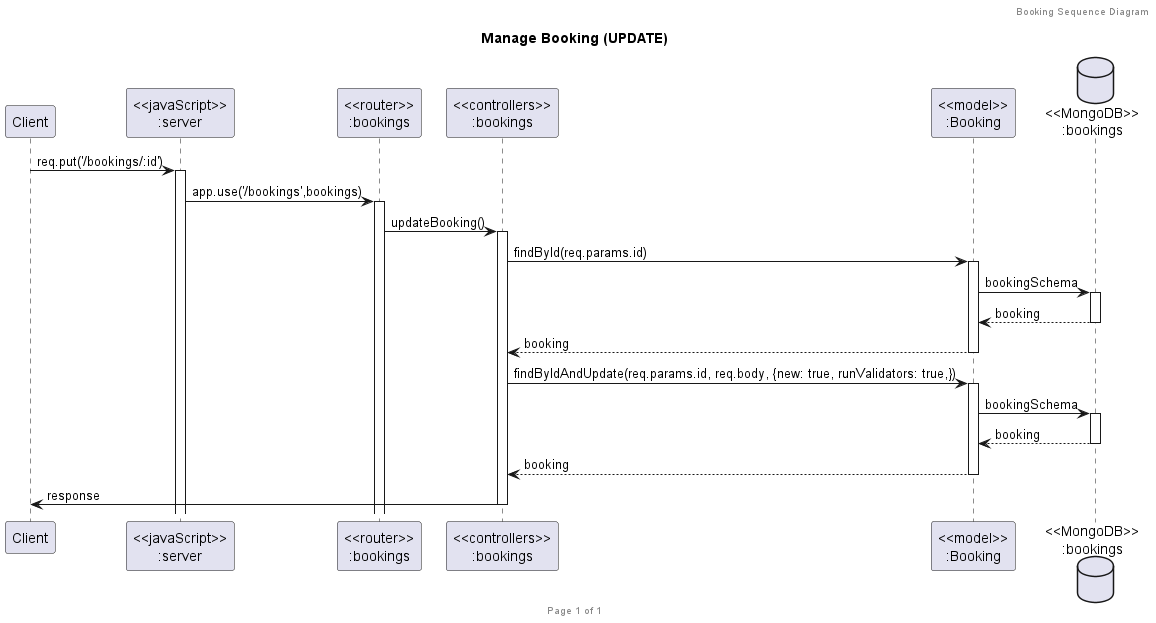 Booking Sequence Diagram
Manage Booking (UPDATE)
Client
<<javaScript>>
:server
<<router>>
:bookings
<<controllers>>
:bookings
<<model>>
:Booking
<<MongoDB>>
:bookings
req.put('/bookings/:id')
app.use('/bookings',bookings)
updateBooking()
findById(req.params.id)
bookingSchema
booking
booking
findByIdAndUpdate(req.params.id, req.body, {new: true, runValidators: true,})
bookingSchema
booking
booking
response
Client
<<javaScript>>
:server
<<router>>
:bookings
<<controllers>>
:bookings
<<model>>
:Booking
<<MongoDB>>
:bookings
Page 1 of 1